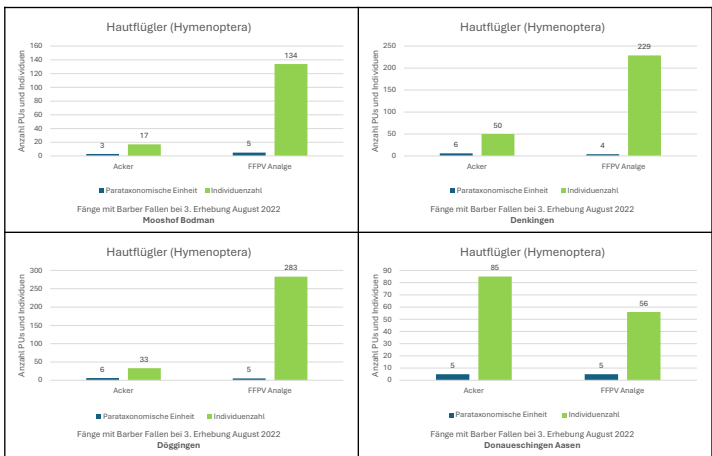 Hautflügler (Hymenoptera)
Anzahl PUs und Individuen
160
140
120
100
80
60
40
20
0
3
17
5
134
Acker
FFPV Analge
Parataxonomische Einheit
Individuenzahl
Fänge mit Barber Fallen bei 3. Erhebung August 2022
Mooshof Bodman
Hautflügler (Hymenoptera)
Anzahl PUs und Individuen
250
200
150
100
50
0
6
50
4
229
Acker
FFPV Analge
Parataxonomische Einheit
Individuenzahl
Fänge mit Barber Fallen bei 3. Erhebung August 2022
Denkingen
Hautflügler (Hymenoptera)
Anzahl PUs und Individuen
300
250
200
150
100
50
0
6
33
5
283
Acker
FFPV Analge
Parataxonomische Einheit
Individuenzahl
Fänge mit Barber Fallen bei 3. Erhebung August 2022
Döggingen
Hautflügler (Hymenoptera)
Anzahl PUs und Individuen
90
80
70
60
50
40
30
20
10
0
5
85
5
56
Acker
FFPV Analge
Parataxonomische Einheit
Individuenzahl
Fänge mit Barber Fallen bei 3. Erhebung August 2022
Donaueschingen Aasen